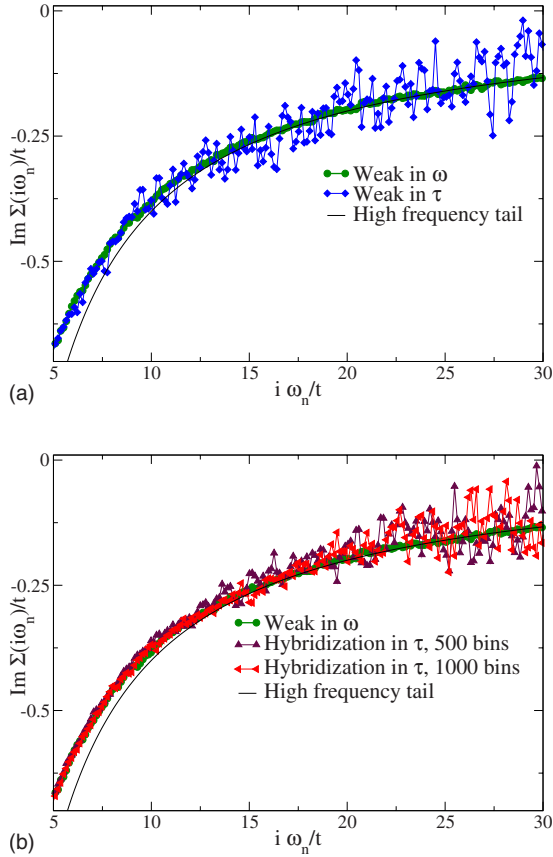 0
-0.25
-0.5
Im Σ(iω_n)/t
Weak in ω
Weak in τ
High frequency tail
5 10 15 20 25 30
i ω_n/t
(a)
0
-0.25
-0.5
Im Σ(iω_n)/t
Weak in ω
Hybridization in τ, 500 bins
Hybridization in τ, 1000 bins
High frequency tail
5 10 15 20 25 30
i ω_n/t
(b)